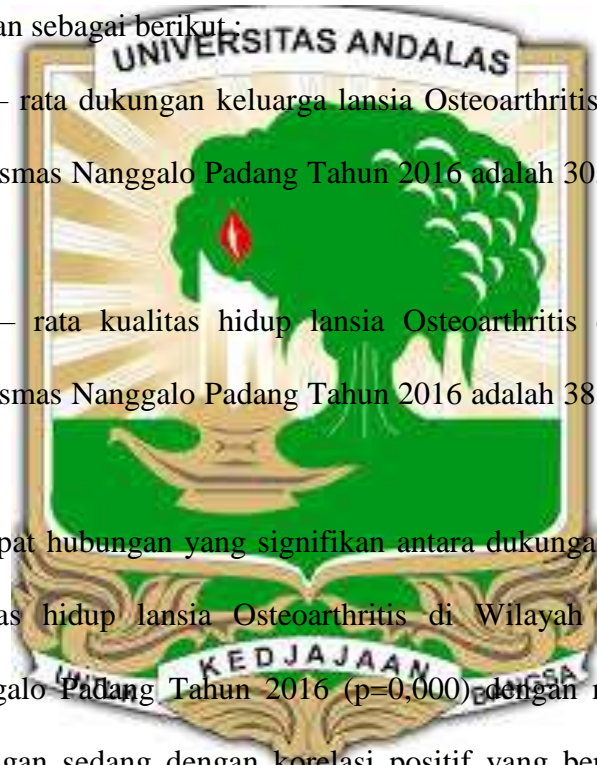 an sebagai berikut :
UNIVERSITAS ANDALAS
– rata dukungan keluarga lansia Osteoarthritis
smas Nanggalo Padang Tahun 2016 adalah 30
– rata kualitas hidup lansia Osteoarthritis
smas Nanggalo Padang Tahun 2016 adalah 38
pat hubungan yang signifikan antara dukunga
as hidup lansia Osteoarthritis di Wilayah
galo Padang Tahun 2016 (p=0,000) dengan
UNTUK KEDJAJAAN BANGSA
ngan sedang dengan korelasi positif yang ber